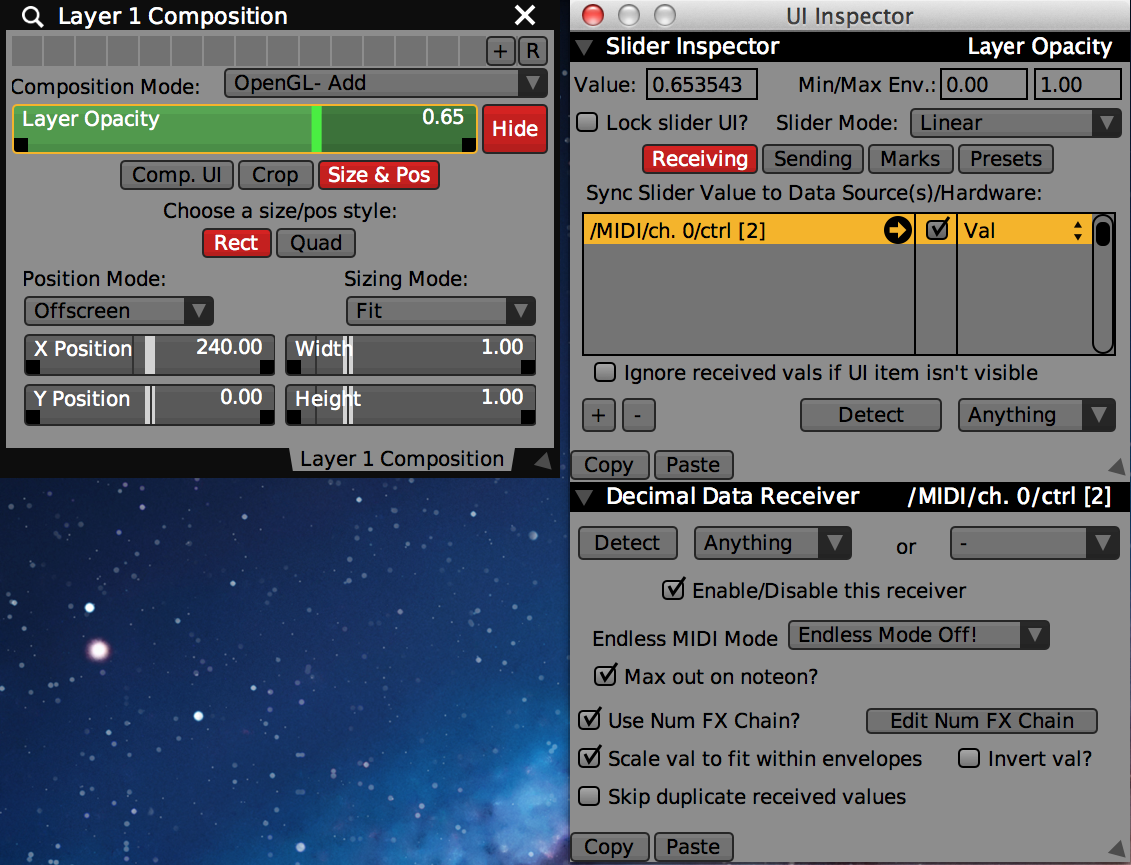 Layer 1 Composition
+ R
Composition Mode: OpenGL- Add
Layer Opacity 0.65 Hide
Comp. UI Crop Size & Pos
Choose a size/pos style:
Rect Quad
Position Mode: Sizing Mode:
Offscreen Fit
X Position 240.00 Width 1.00
Y Position 0.00 Height 1.00
Layer 1 Composition
UI Inspector
Slider Inspector Layer Opacity
Value: 0.653543 Min/Max Env.: 0.00 1.00
Lock slider UI? Slider Mode: Linear
Receiving Sending Marks Presets
Sync Slider Value to Data Source(s)/Hardware:
/MIDI/ch. 0/ctrl [2] Val
Ignore received vals if UI item isn't visible
+ - Detect Anything
Copy Paste
Decimal Data Receiver /MIDI/ch. 0/ctrl [2]
Detect Anything or -
Enable/Disable this receiver
Endless MIDI Mode Endless Mode Off!
Max out on noteon?
Use Num FX Chain? Edit Num FX Chain
Scale val to fit within envelopes Invert val?
Skip duplicate received values
Copy Paste